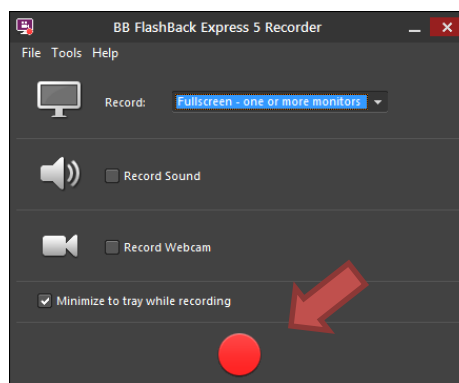 BB FlashBack Express 5 Recorder
File Tools Help
Record: Fullscreen - one or more monitors
Record Sound
Record Webcam
Minimize to tray while recording